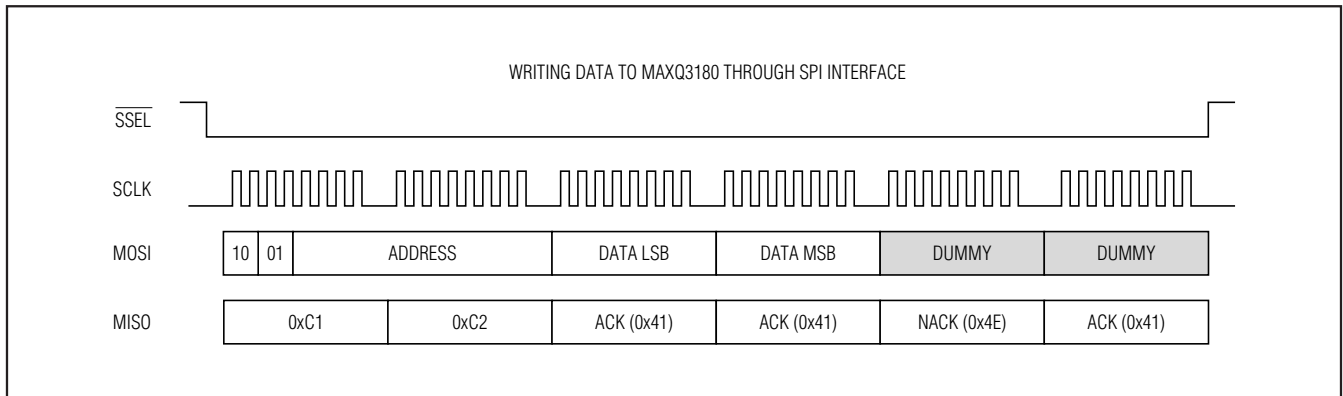 WRITING DATA TO MAXQ3180 THROUGH SPI INTERFACE
SSEL
SCLK
MOSI 10 01 ADDRESS DATA LSB DATA MSB DUMMY DUMMY
MISO 0xC1 0xC2 ACK (0x41) ACK (0x41) NACK (0x4E) ACK (0x41)